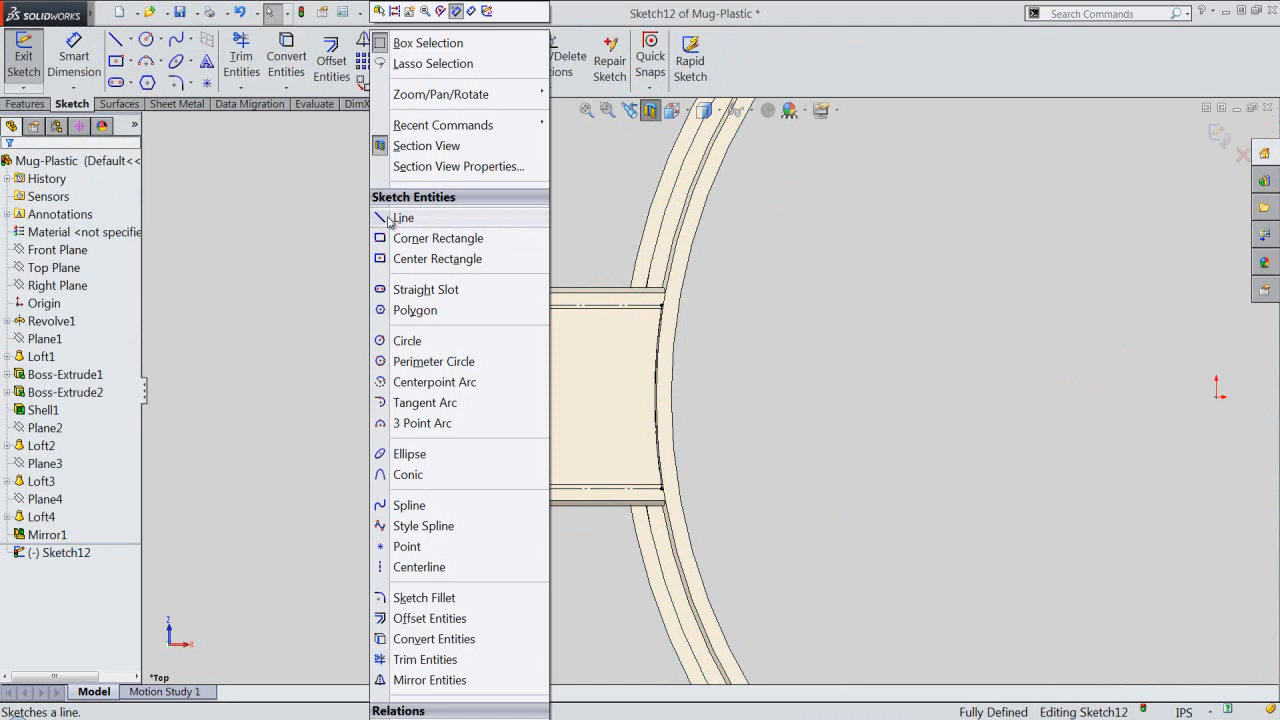 SOLIDWORKS
Sketch12 of Mug-Plastic *
Search Commands
Exit
Sketch
Smart
Dimension
Trim
Entities
Convert
Entities
Offset
Entities
/Delete
Repair
Sketch
Quick
Snaps
Rapid
Sketch
Features
Sketch
Surfaces
Sheet Metal
Data Migration
Evaluate
Mug-Plastic (Default<<
History
Sensors
Annotations
Material <not specifie
Front Plane
Top Plane
Right Plane
Origin
Revolve1
Plane1
Loft1
Boss-Extrude1
Boss-Extrude2
Shell1
Plane2
Loft2
Plane3
Loft3
Plane4
Loft4
Mirror1
(-) Sketch12
Box Selection
Lasso Selection
Zoom/Pan/Rotate
Recent Commands
Section View
Section View Properties...
Sketch Entities
Line
Corner Rectangle
Center Rectangle
Straight Slot
Polygon
Circle
Perimeter Circle
Centerpoint Arc
Tangent Arc
3 Point Arc
Ellipse
Conic
Spline
Style Spline
Point
Centerline
Sketch Fillet
Offset Entities
Convert Entities
Trim Entities
Mirror Entities
Relations
Z
X
*Top
Model
Motion Study 1
Sketches a line.
Fully Defined
Editing Sketch12
IPS